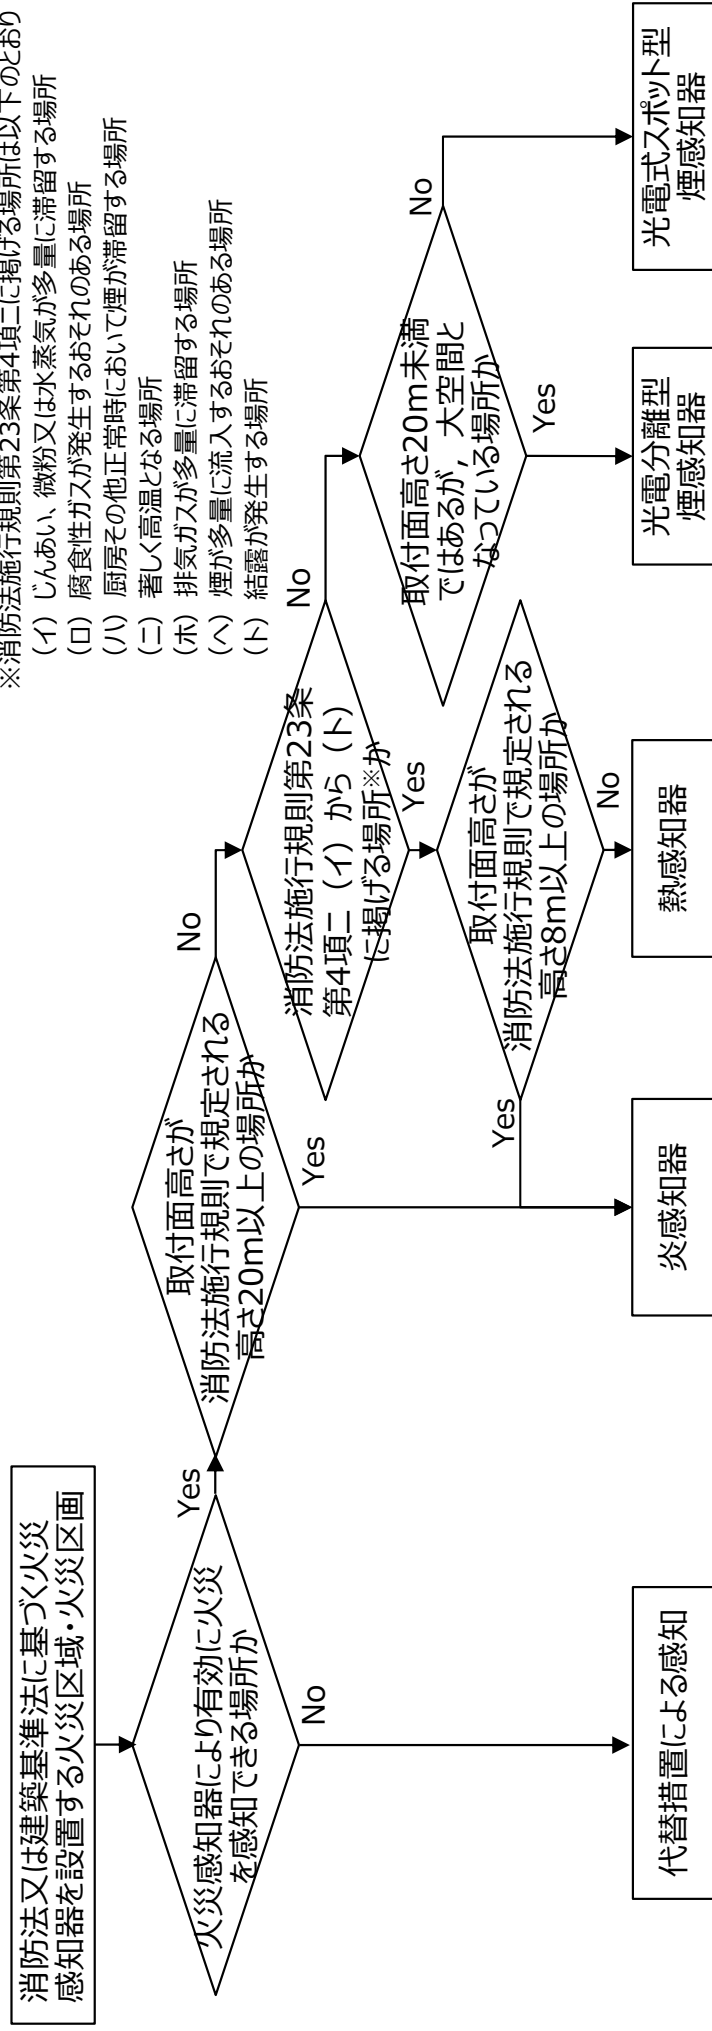 消防法又は建築基準法に基づく火災
感知器を設置する火災区域・火災区画
火災感知器により有効に火災
を感知できる場所か
Yes
No
取付面高さが
消防法施行規則で規定される
高さ20m以上の場所か
No
Yes
消防法施行規則第23条
第4項ニ（イ）から（ト）
に掲げる場所※か
No
Yes
取付面高さが
消防法施行規則で規定される
高さ8m以上の場所か
Yes
No
取付面高さ20m未満
ではあるが，大空間と
なっている場所か
No
Yes
代替措置による感知
炎感知器
熱感知器
光電分離型
煙感知器
光電式スポット型
煙感知器
※消防法施行規則第23条第4項ニに掲げる場所は以下のとおり
（イ）じんあい、微粉又は水蒸気が多量に滞留する場所
（ロ）腐食性ガスが発生するおそれのある場所
（ハ）厨房その他正常時において煙が滞留する場所
（ニ）著しく高温となる場所
（ホ）排気ガスが多量に滞留する場所
（ヘ）煙が多量に流入するおそれのある場所
（ト）結露が発生する場所